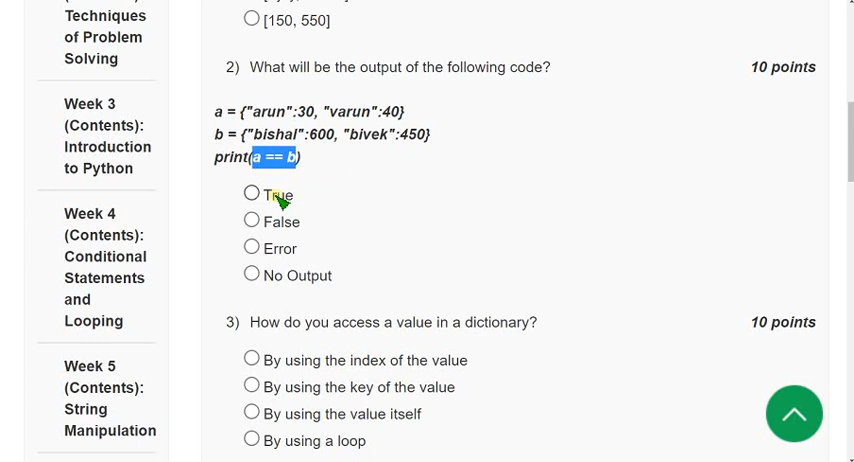 Techniques
of Problem
Solving
Week 3
(Contents):
Introduction
to Python
Week 4
(Contents):
Conditional
Statements
and
Looping
Week 5
(Contents):
String
Manipulation
[150, 550]
2) What will be the output of the following code? 10 points
a = {"arun":30, "varun":40}
b = {"bishal":600, "bivek":450}
print(a == b)
True
False
Error
No Output
3) How do you access a value in a dictionary? 10 points
By using the index of the value
By using the key of the value
By using the value itself
By using a loop